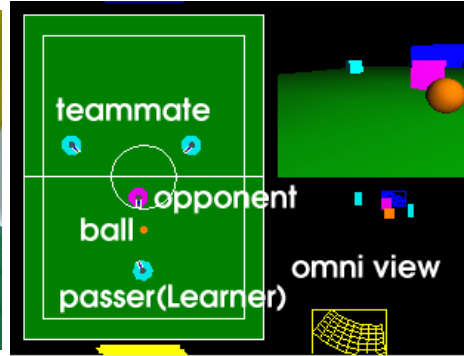 teammate
opponent
ball
omni view
passer(Learner)